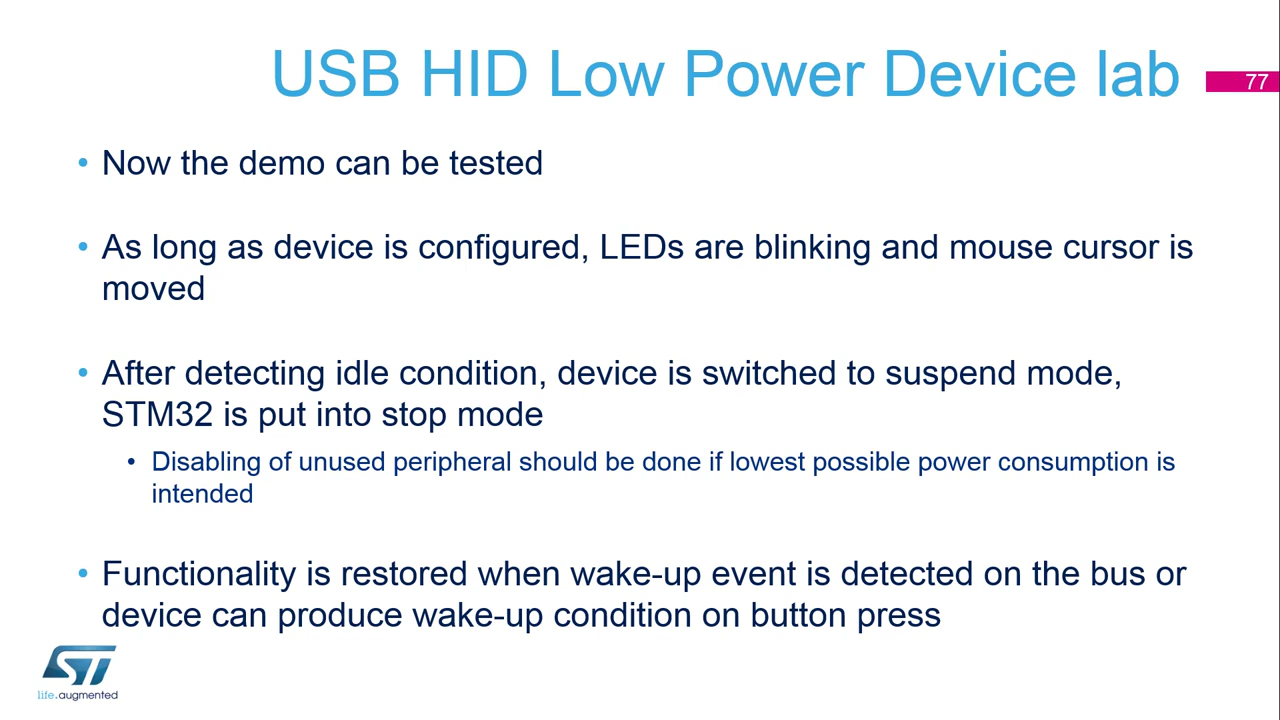 USB HID Low Power Device lab
77
• Now the demo can be tested
• As long as device is configured, LEDs are blinking and mouse cursor is
moved
• After detecting idle condition, device is switched to suspend mode,
STM32 is put into stop mode
• Disabling of unused peripheral should be done if lowest possible power consumption is
intended
• Functionality is restored when wake-up event is detected on the bus or
device can produce wake-up condition on button press
ST
life.augmented